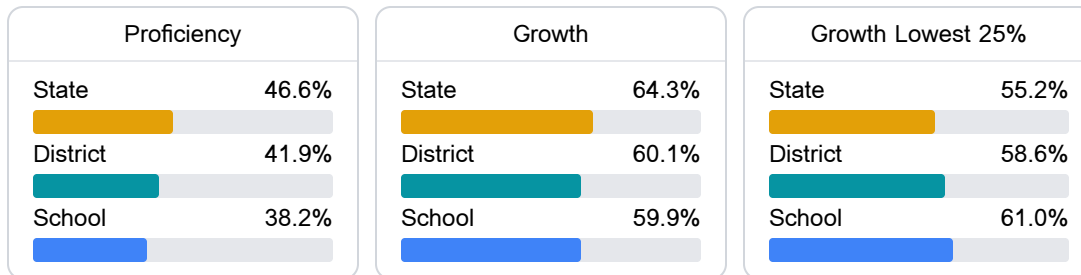 Proficiency
State 46.6%
District 41.9%
School 38.2%
Growth
State 64.3%
District 60.1%
School 59.9%
Growth Lowest 25%
State 55.2%
District 58.6%
School 61.0%